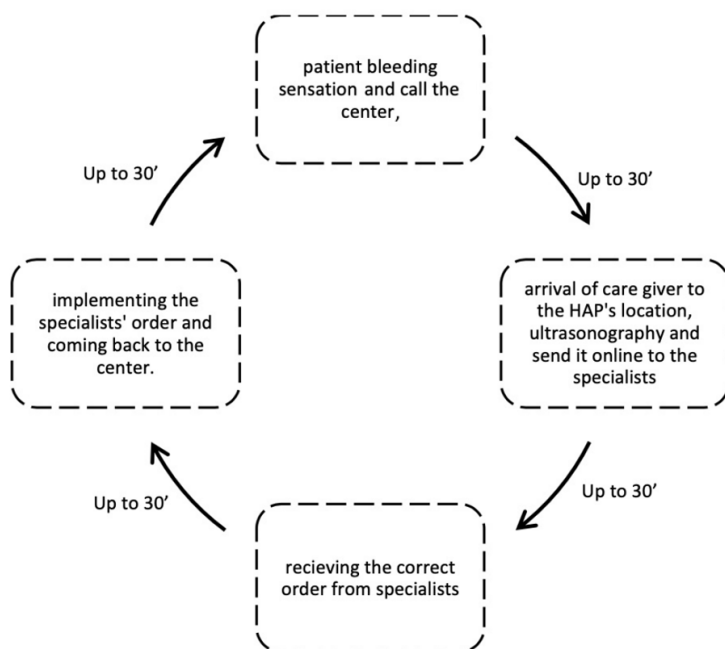 patient bleeding
sensation and call the
center,
Up to 30’
arrival of care giver to
the HAP's location,
ultrasonography and
send it online to the
specialists
Up to 30’
recieving the correct
order from specialists
Up to 30’
implementing the
specialists' order and
coming back to the
center.
Up to 30’